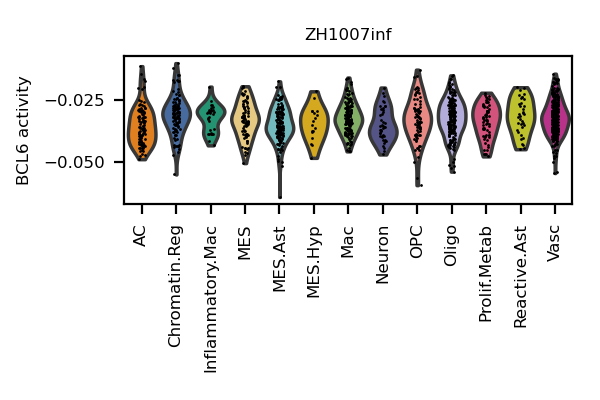 ZH1007inf
BCL6 activity
−0.025
−0.050
AC
Chromatin.Reg
Inflammatory.Mac
MES
MES.Ast
MES.Hyp
Mac
Neuron
OPC
Oligo
Prolif.Metab
Reactive.Ast
Vasc